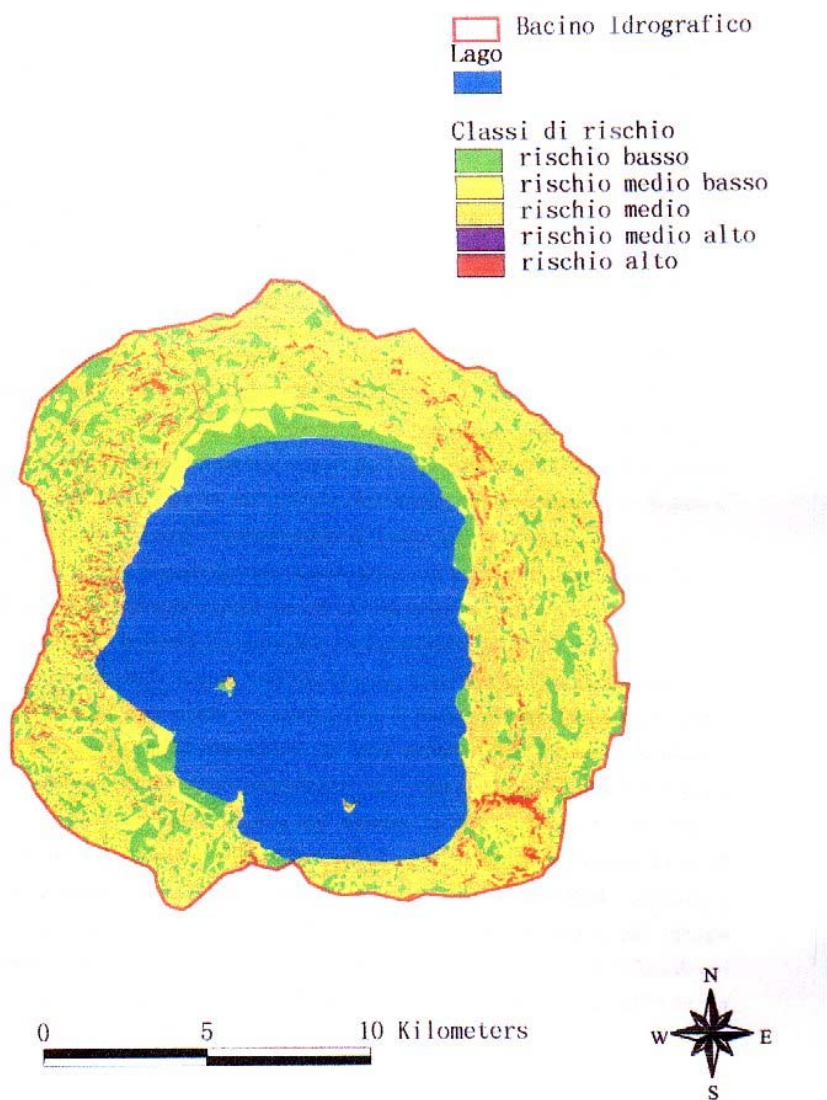 Bacino Idrografico
Lago
Classi di rischio
rischio basso
rischio medio basso
rischio medio
rischio medio alto
rischio alto
0 5 10 Kilometers
N
W E
S